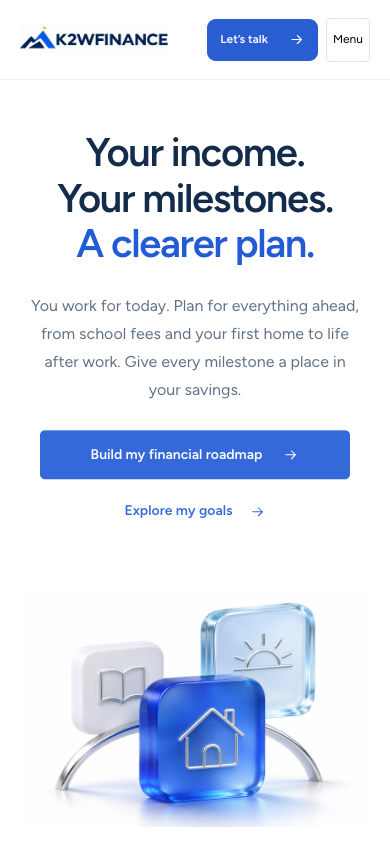 K2WFINANCE
Let's talk
Menu
Your income.
Your milestones.
A clearer plan.
You work for today. Plan for everything ahead,
from school fees and your first home to life
after work. Give every milestone a place in
your savings.
Build my financial roadmap
Explore my goals